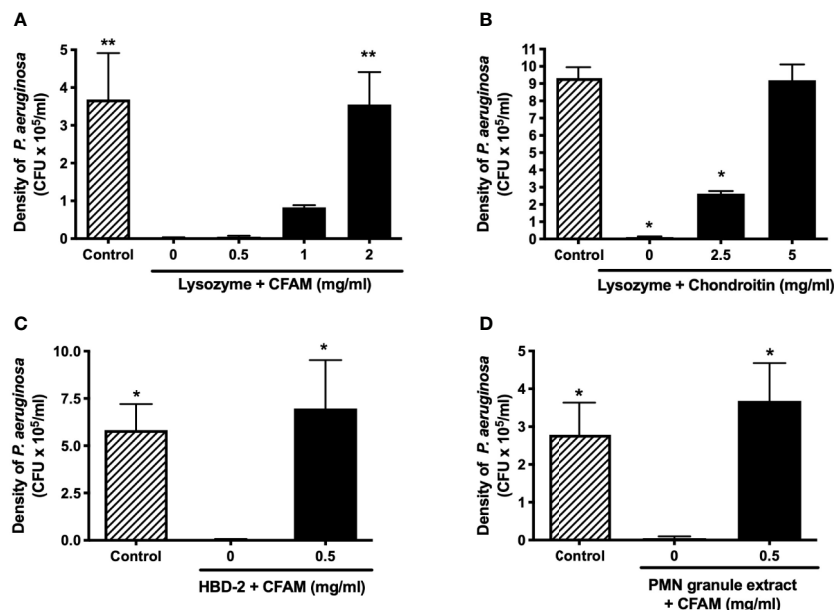 A
Density of P. aeruginosa
(CFU x 10⁵/ml)
5
4
3
2
1
0
**
**
Control
0
0.5
1
2
Lysozyme + CFAM (mg/ml)
B
Density of P. aeruginosa
(CFU x 10⁵/ml)
11
10
9
8
7
6
5
4
3
2
1
0
*
*
Control
0
2.5
5
Lysozyme + Chondroitin (mg/ml)
C
Density of P. aeruginosa
(CFU x 10⁵/ml)
10.0
7.5
5.0
2.5
0.0
*
*
Control
0
0.5
HBD-2 + CFAM (mg/ml)
D
Density of P. aeruginosa
(CFU x 10⁵/ml)
5
4
3
2
1
0
*
*
Control
0
0.5
PMN granule extract
+ CFAM (mg/ml)